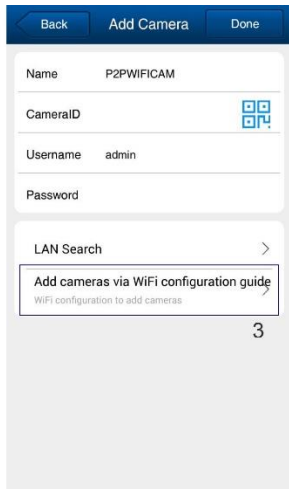 Back Add Camera Done
Name P2PWIFICAM
CameraID
Username admin
Password
LAN Search
Add cameras via WiFi configuration guide
WiFi configuration to add cameras
3